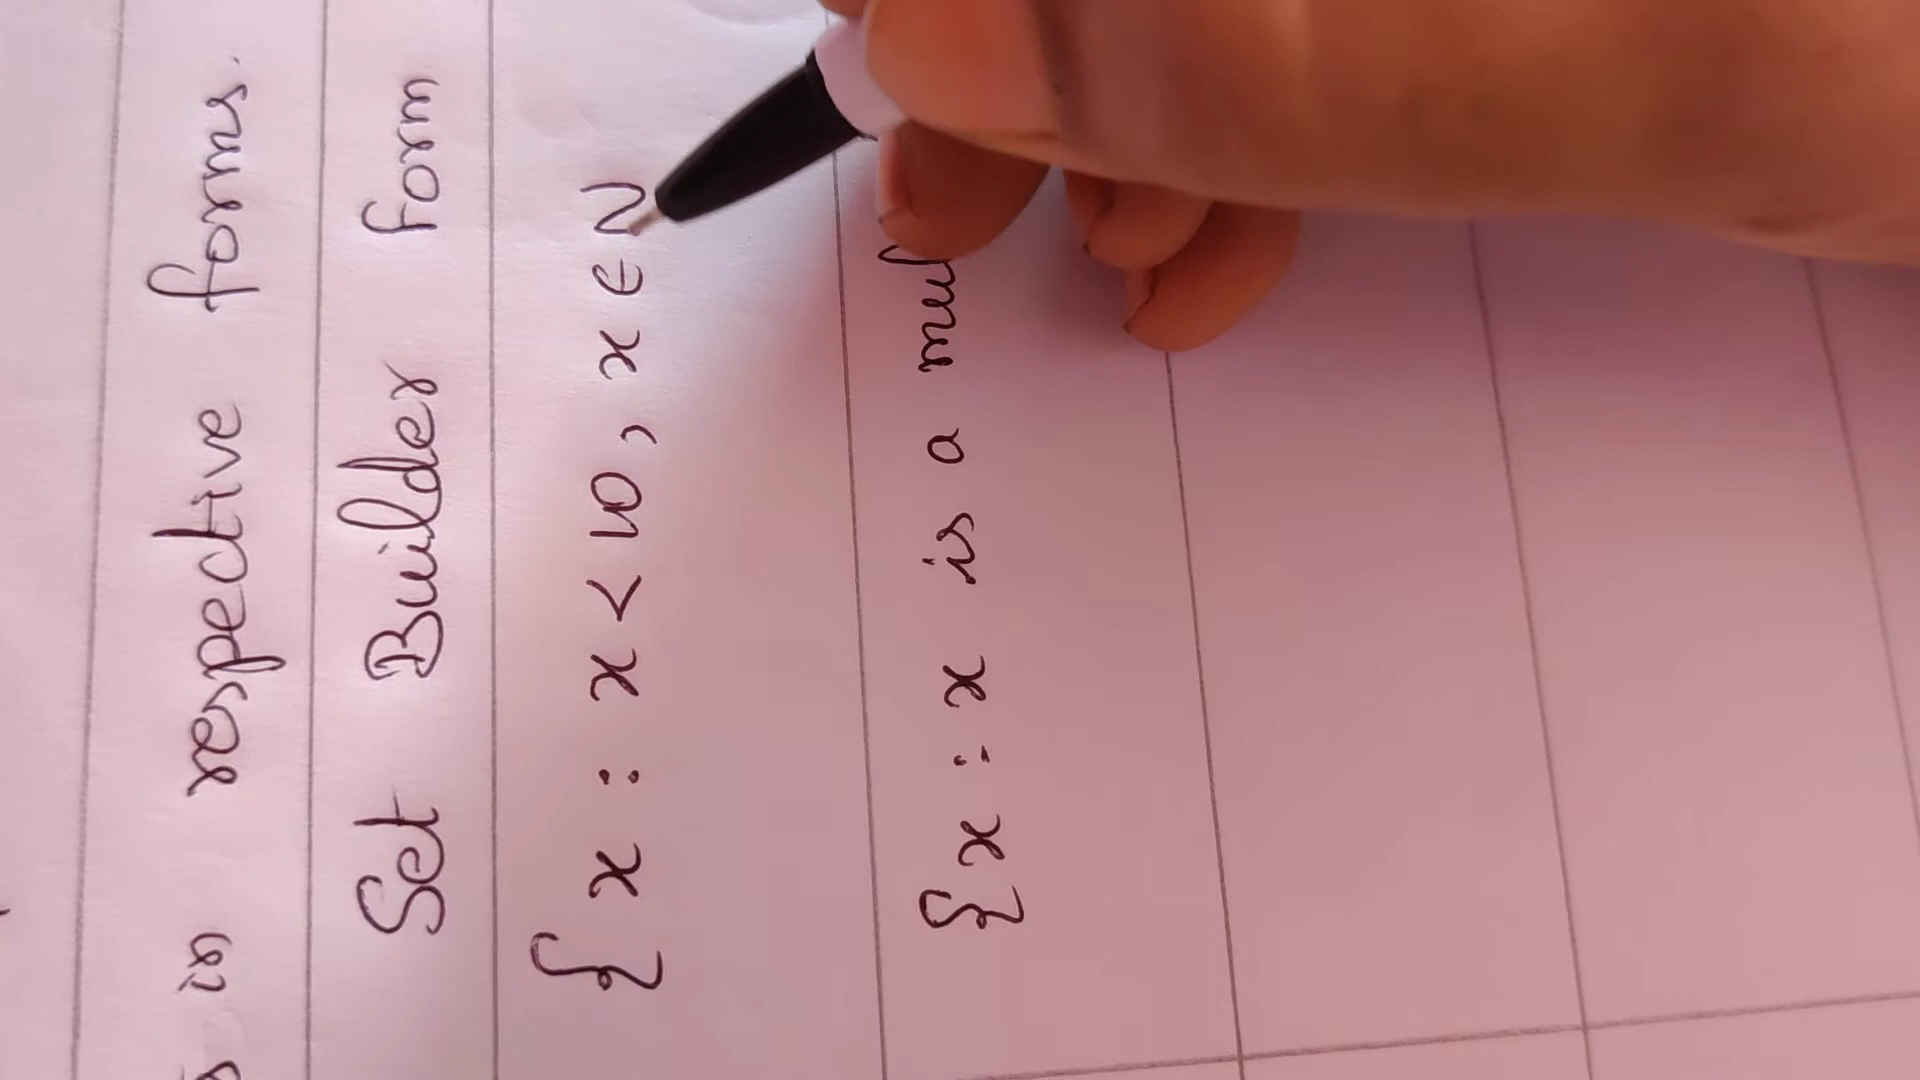 in respective forms.
Set Builder form
{ x : x < 10, x ∈ N
{ x : x is a mul